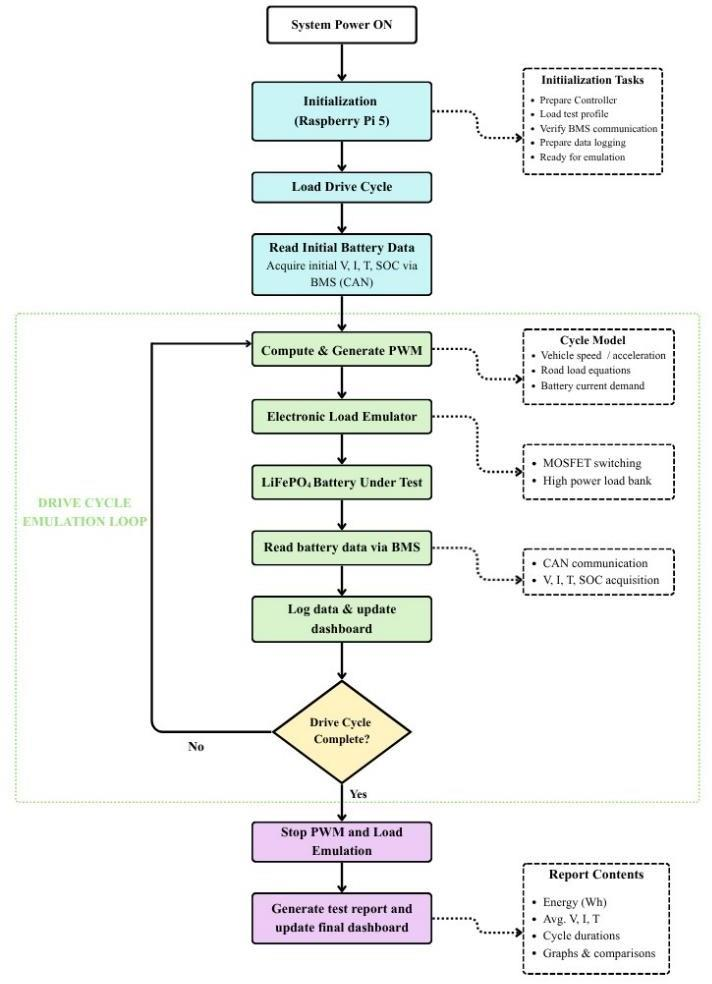 System Power ON
Initialization
(Raspberry Pi 5)
Initiialization Tasks
• Prepare Controller
• Load test profile
• Verify BMS communication
• Prepare data logging
• Ready for emulation
Load Drive Cycle
Read Initial Battery Data
Acquire initial V, I, T, SOC via
BMS (CAN)
DRIVE CYCLE
EMULATION LOOP
Compute & Generate PWM
Cycle Model
• Vehicle speed / acceleration
• Road load equations
• Battery current demand
Electronic Load Emulator
• MOSFET switching
• High power load bank
LiFePO₄ Battery Under Test
Read battery data via BMS
• CAN communication
• V, I, T, SOC acquisition
Log data & update
dashboard
Drive Cycle
Complete?
No
Yes
Stop PWM and Load
Emulation
Generate test report and
update final dashboard
Report Contents
• Energy (Wh)
• Avg. V, I, T
• Cycle durations
• Graphs & comparisons